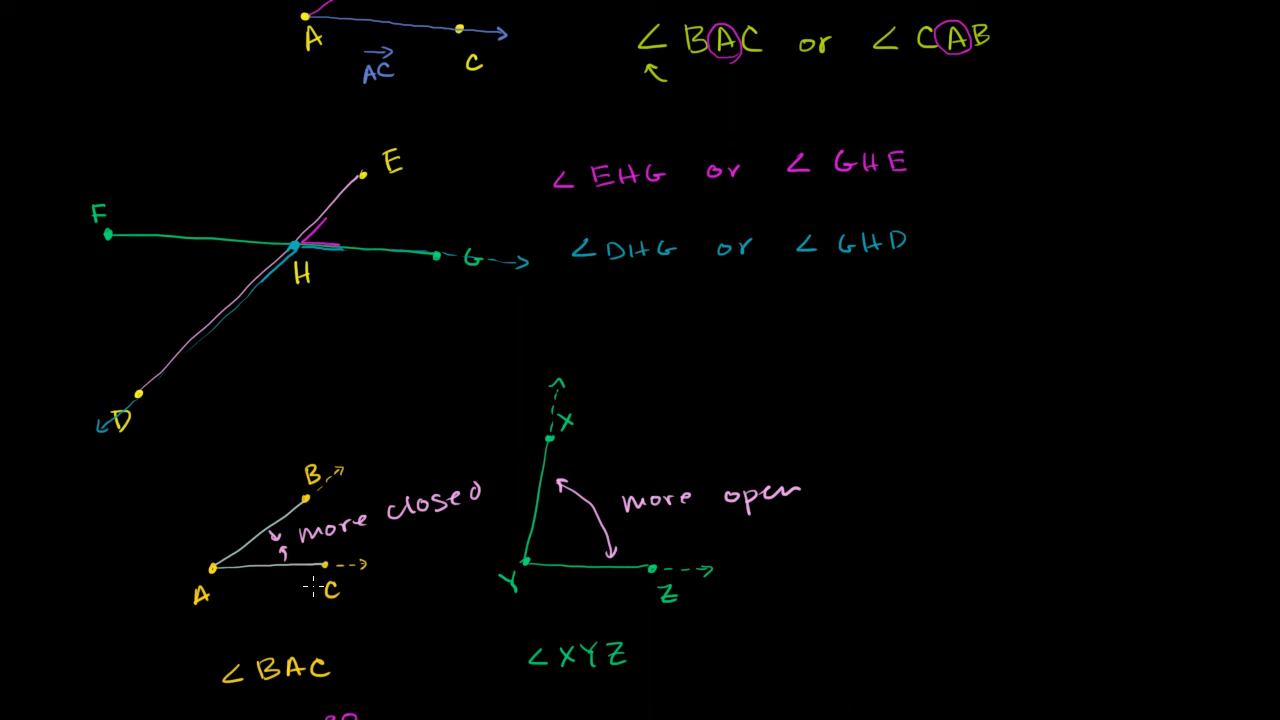 A
C
AC
∠ BAC or ∠ CAB
E
F
∠ EHG or ∠ GHE
G
H
∠DHG or ∠ GHD
D
X
B
more closed
more open
A
C
Y
Z
∠BAC
∠XYZ